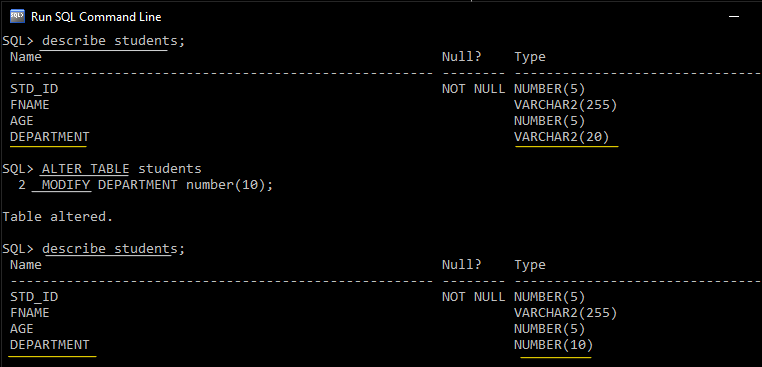 Run SQL Command Line
SQL> describe students;
Name Null? Type
----------------------------------------------------- -------- ------------------------------
STD_ID NOT NULL NUMBER(5)
FNAME VARCHAR2(255)
AGE NUMBER(5)
DEPARTMENT VARCHAR2(20)
SQL> ALTER TABLE students
2 MODIFY DEPARTMENT number(10);
Table altered.
SQL> describe students;
Name Null? Type
----------------------------------------------------- -------- ------------------------------
STD_ID NOT NULL NUMBER(5)
FNAME VARCHAR2(255)
AGE NUMBER(5)
DEPARTMENT NUMBER(10)